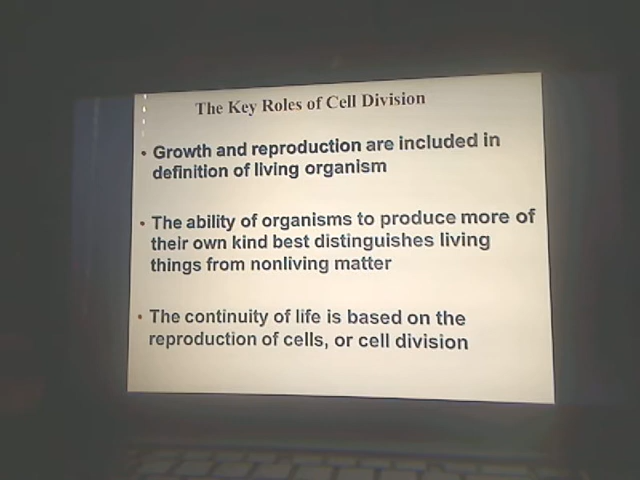 The Key Roles of Cell Division
• Growth and reproduction are included in
definition of living organism
• The ability of organisms to produce more of
their own kind best distinguishes living
things from nonliving matter
• The continuity of life is based on the
reproduction of cells, or cell division